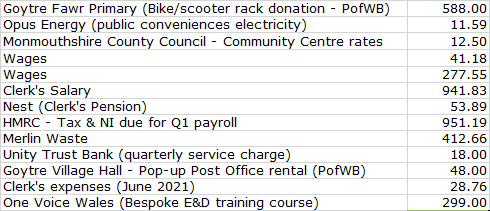 Goytre Fawr Primary (Bike/scooter rack donation - PofWB) 588.00
Opus Energy (public conveniences electricity) 11.59
Monmouthshire County Council - Community Centre rates 12.50
Wages 41.18
Wages 277.55
Clerk's Salary 941.83
Nest (Clerk's Pension) 53.89
HMRC - Tax & NI due for Q1 payroll 951.19
Merlin Waste 412.66
Unity Trust Bank (quarterly service charge) 18.00
Goytre Village Hall - Pop-up Post Office rental (PofWB) 48.00
Clerk's expenses (June 2021) 28.76
One Voice Wales (Bespoke E&D training course) 299.00